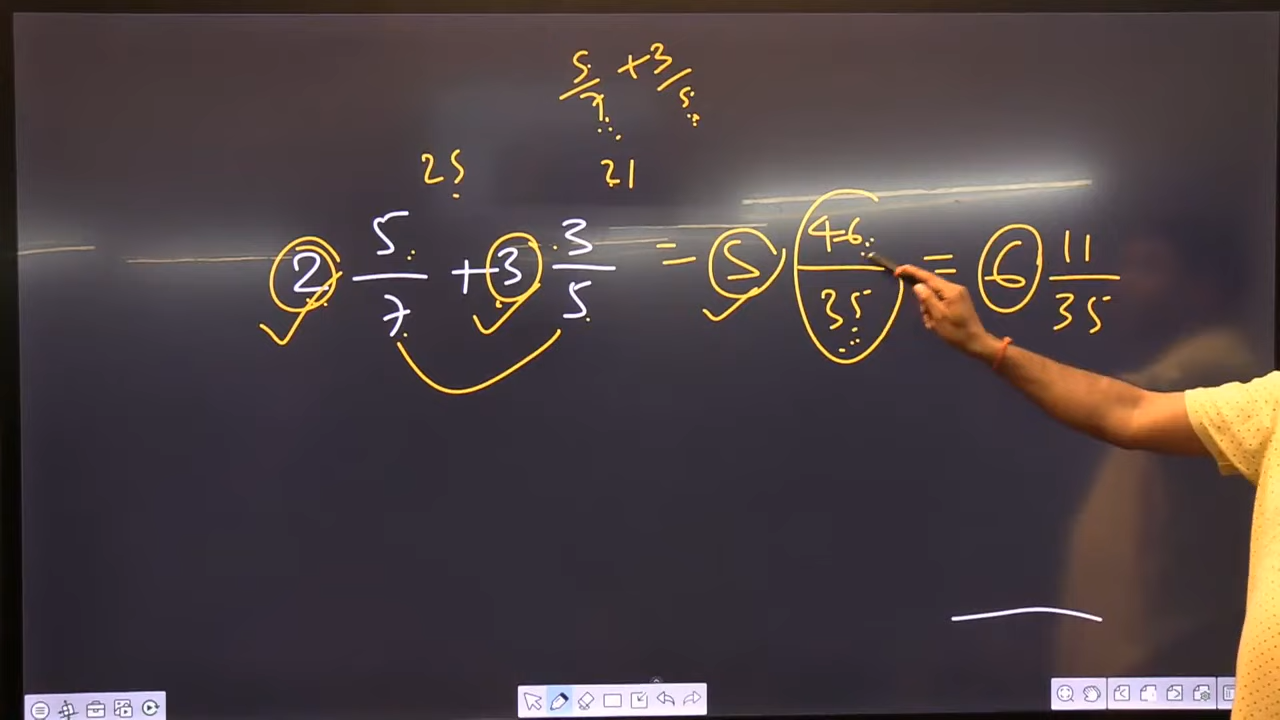 5/7 + 3/5
25 21
2 5/7 + 3 3/5 = 5 46/35 = 6 11/35